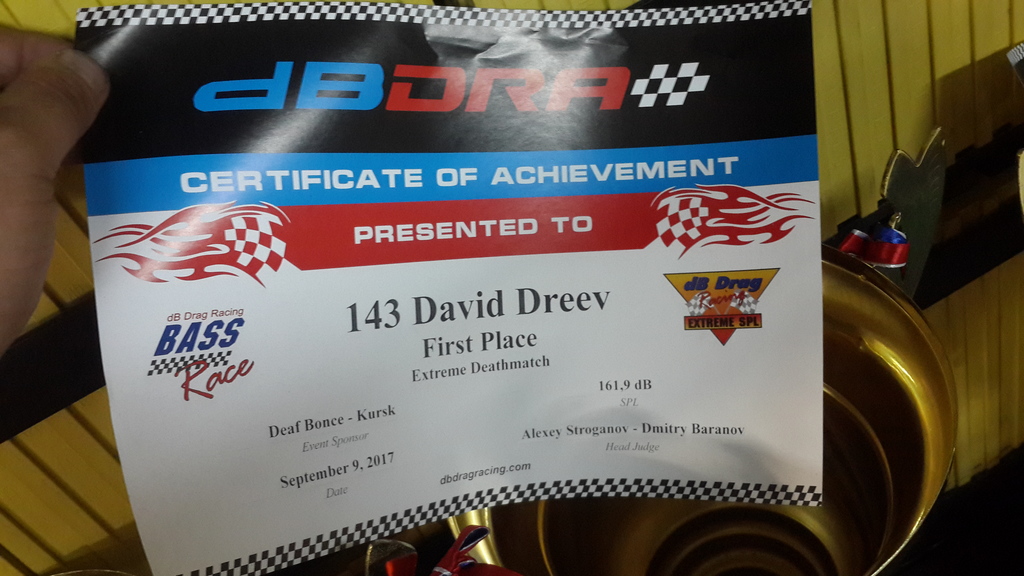 dBDRA
CERTIFICATE OF ACHIEVEMENT
PRESENTED TO
dB Drag Racing
BASS
Race
dB Drag
Racing
EXTREME SPL
143 David Dreev
First Place
Extreme Deathmatch
161,9 dB
SPL
Deaf Bonce - Kursk
Event Sponsor
Alexey Stroganov - Dmitry Baranov
Head Judge
September 9, 2017
Date
dbdragracing.com